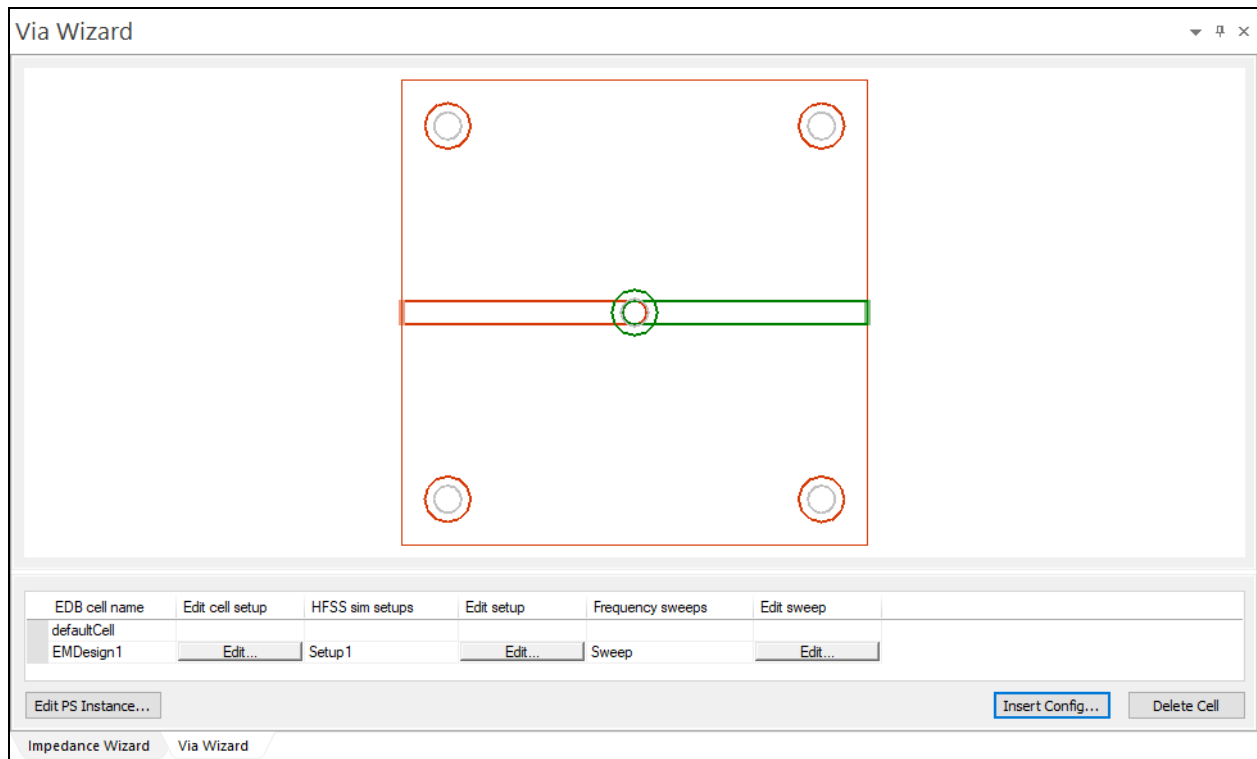 Via Wizard
EDB cell name Edit cell setup HFSS sim setups Edit setup Frequency sweeps Edit sweep
defaultCell
EMDesign1 Edit... Setup1 Edit... Sweep Edit...
Edit PS Instance... Insert Config... Delete Cell
Impedance Wizard Via Wizard